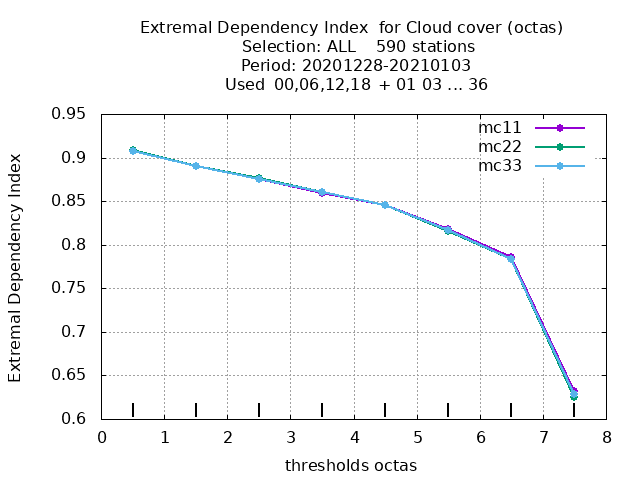 Extremal Dependency Index  for Cloud cover (octas)
Selection: ALL    590 stations
Period: 20201228-20210103
Used  00,06,12,18  + 01 03 ... 36
Extremal Dependency Index
0.95
0.9
0.85
0.8
0.75
0.7
0.65
0.6
mc11
mc22
mc33
0 1 2 3 4 5 6 7 8
thresholds octas